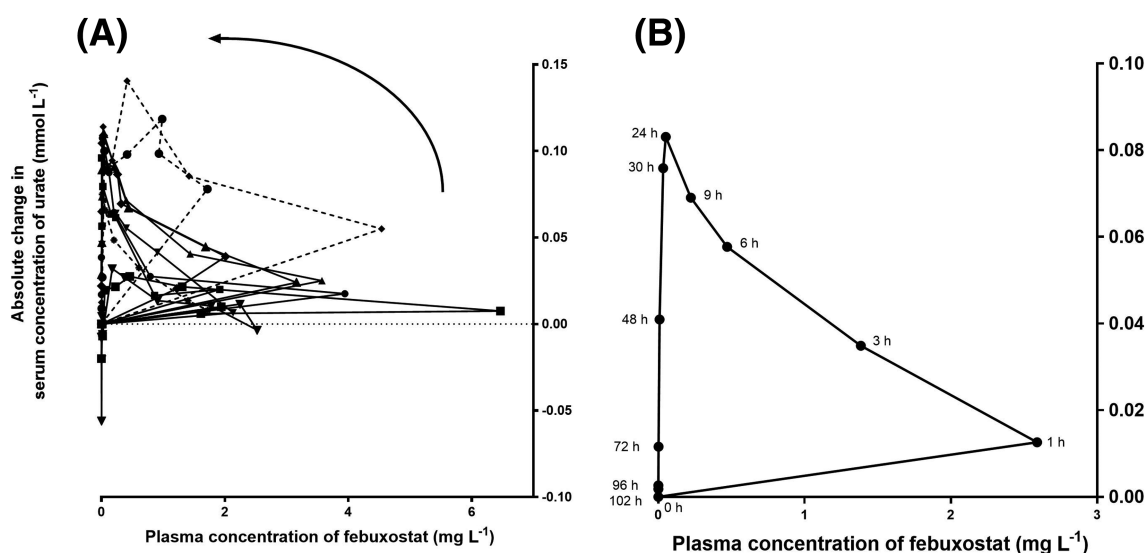 (A)
Absolute change in
serum concentration of urate (mmol L-1)
0.15
0.10
0.05
0.00
-0.05
-0.10
0
2
4
6
Plasma concentration of febuxostat (mg L-1)
(B)
0.10
0.08
0.06
0.04
0.02
0.00
24 h
30 h
9 h
6 h
48 h
3 h
72 h
1 h
96 h
102 h
0 h
0
1
2
3
Plasma concentration of febuxostat (mg L-1)